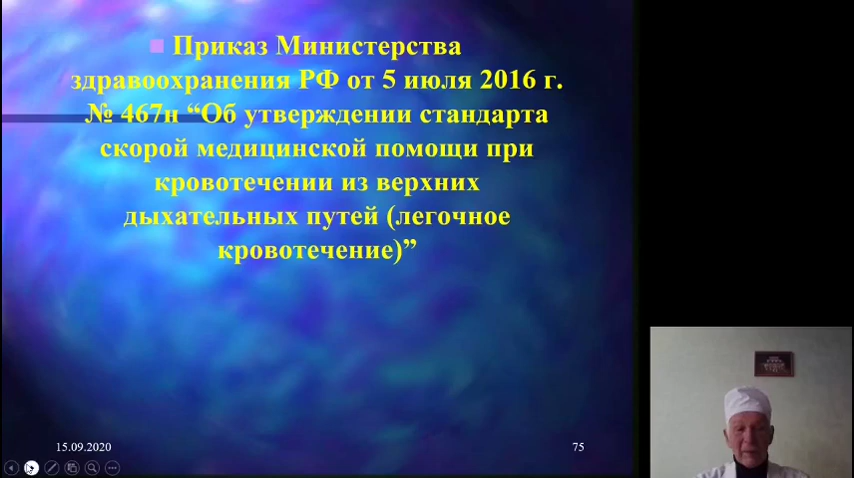 Приказ Министерства
здравоохранения РФ от 5 июля 2016 г.
№ 467н “Об утверждении стандарта
скорой медицинской помощи при
кровотечении из верхних
дыхательных путей (легочное
кровотечение)”
15.09.2020
75